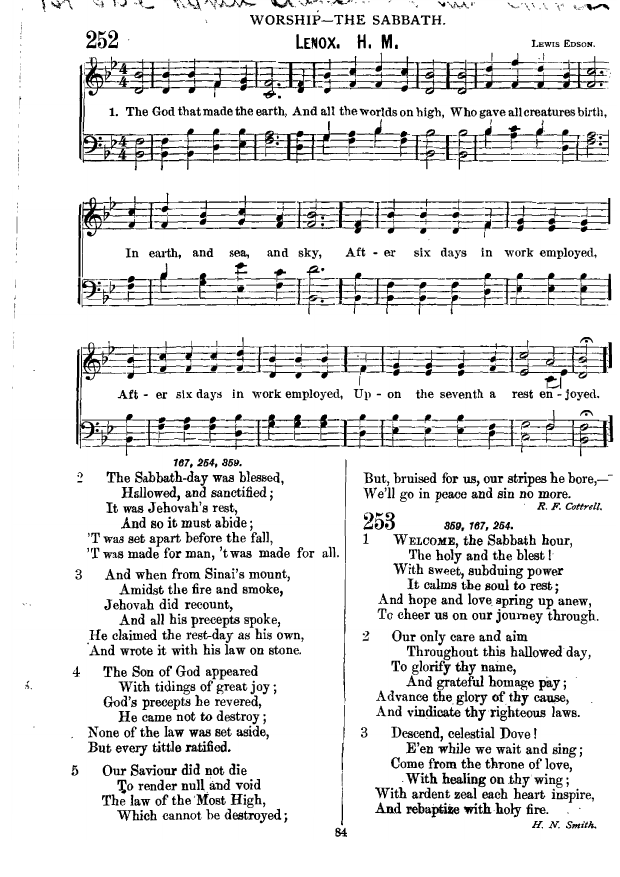 WORSHIP—THE SABBATH.
252 LENOX. H. M. LEWIS EDSON.
1. The God that made the earth, And all the worlds on high, Who gave all creatures birth,
In earth, and sea, and sky, Aft - er six days in work employed,
Aft - er six days in work employed, Up - on the seventh a rest en - joyed.
167, 254, 359.
2 The Sabbath-day was blessed,
Hallowed, and sanctified;
It was Jehovah's rest,
And so it must abide;
'T was set apart before the fall,
'T was made for man, 't was made for all.
3 And when from Sinai's mount,
Amidst the fire and smoke,
Jehovah did recount,
And all his precepts spoke,
He claimed the rest-day as his own,
And wrote it with his law on stone.
4 The Son of God appeared
With tidings of great joy;
God's precepts he revered,
He came not to destroy;
None of the law was set aside,
But every tittle ratified.
5 Our Saviour did not die
To render null and void
The law of the Most High,
Which cannot be destroyed;
But, bruised for us, our stripes he bore,—
We'll go in peace and sin no more.
R. F. Cottrell.
253 359, 167, 254.
1 WELCOME, the Sabbath hour,
The holy and the blest!
With sweet, subduing power
It calms the soul to rest;
And hope and love spring up anew,
To cheer us on our journey through.
2 Our only care and aim
Throughout this hallowed day,
To glorify thy name,
And grateful homage pay;
Advance the glory of thy cause,
And vindicate thy righteous laws.
3 Descend, celestial Dove!
E'en while we wait and sing;
Come from the throne of love,
With healing on thy wing;
With ardent zeal each heart inspire,
And rebaptize with holy fire.
H. N. Smith.
84